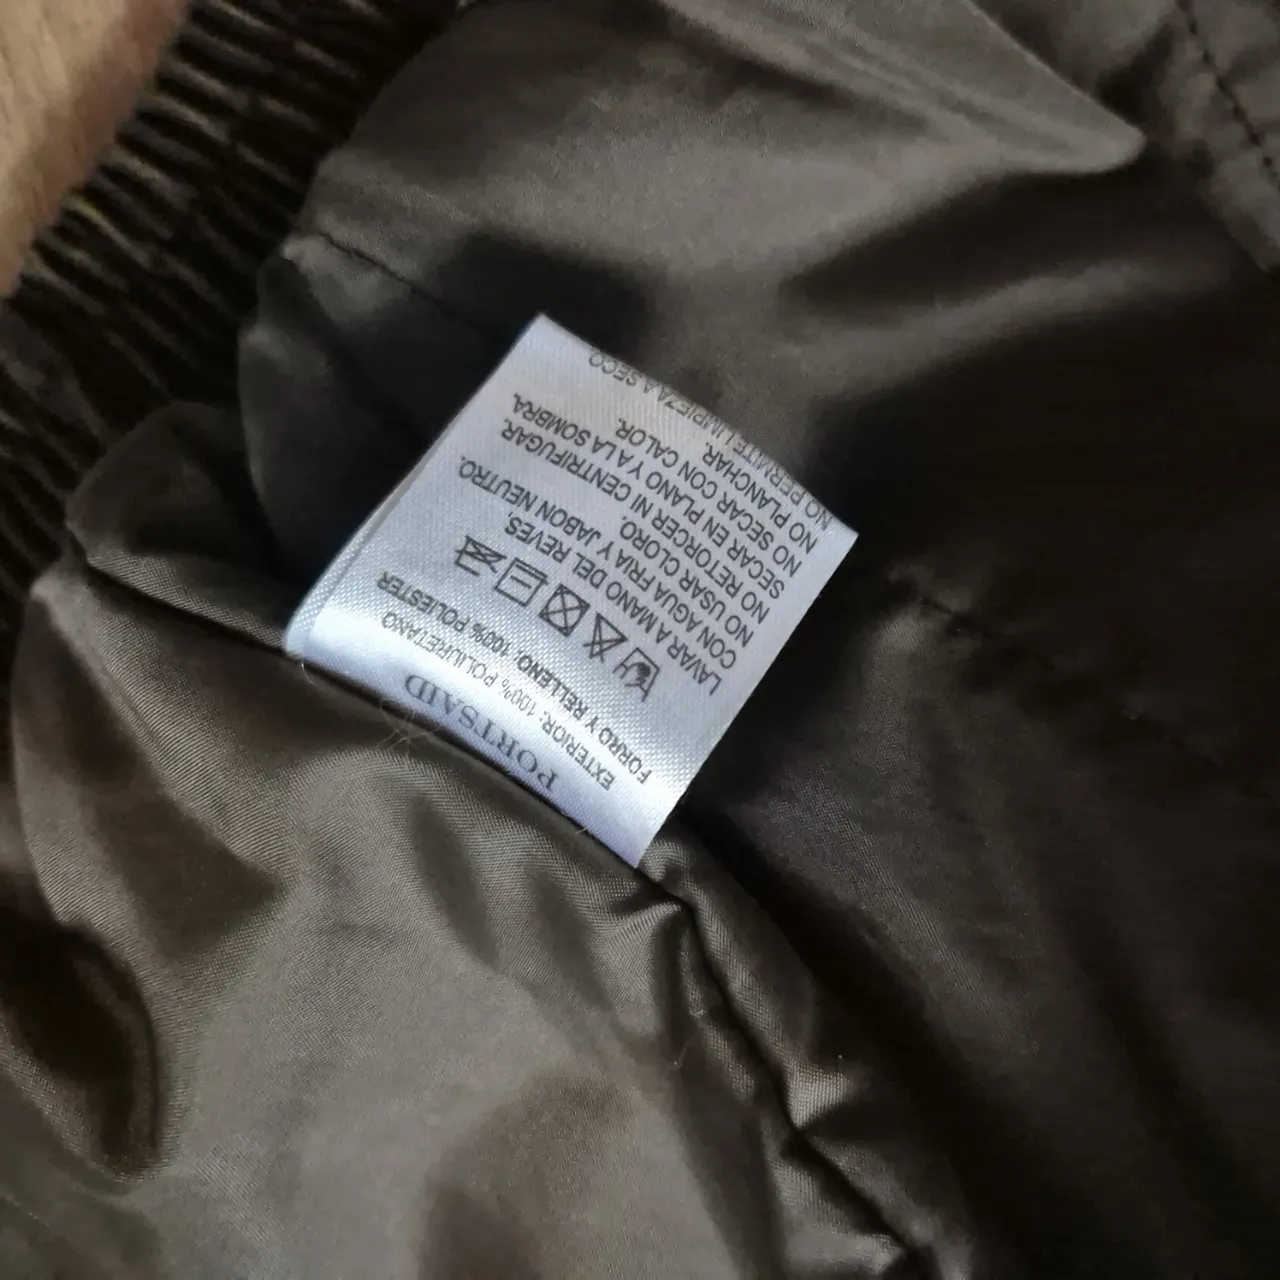 PORTSAID
EXTERIOR: 100% POLIURETANO
FORRO Y RELLENO: 100% POLIESTER
LAVAR A MANO DEL REVES,
CON AGUA FRIA Y JABON NEUTRO.
NO USAR CLORO.
NO RETORCER NI CENTRIFUGAR.
SECAR EN PLANO Y A LA SOMBRA.
NO SECAR CON CALOR.
NO PLANCHAR.
NO PERMITE LIMPIEZA A SECO